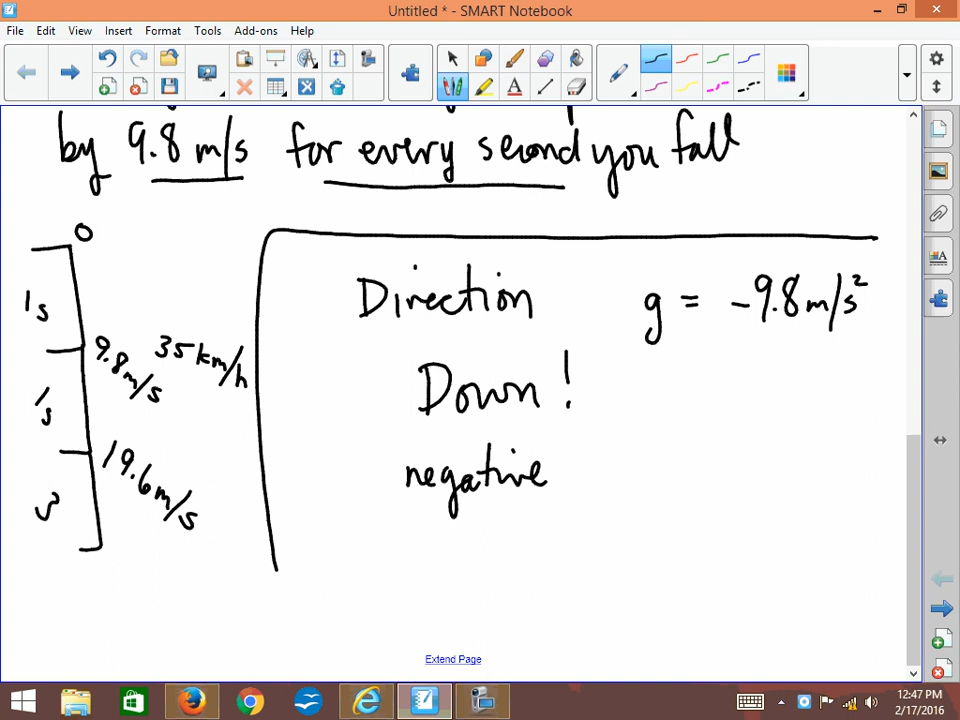 Untitled * - SMART Notebook
File Edit View Insert Format Tools Add-ons Help
by 9.8 m/s for every second you fall
0
1s
9.8 m/s 35 km/h
1s
19.6 m/s
Direction g = -9.8 m/s²
Down!
negative
Extend Page
12:47 PM
2/17/2016